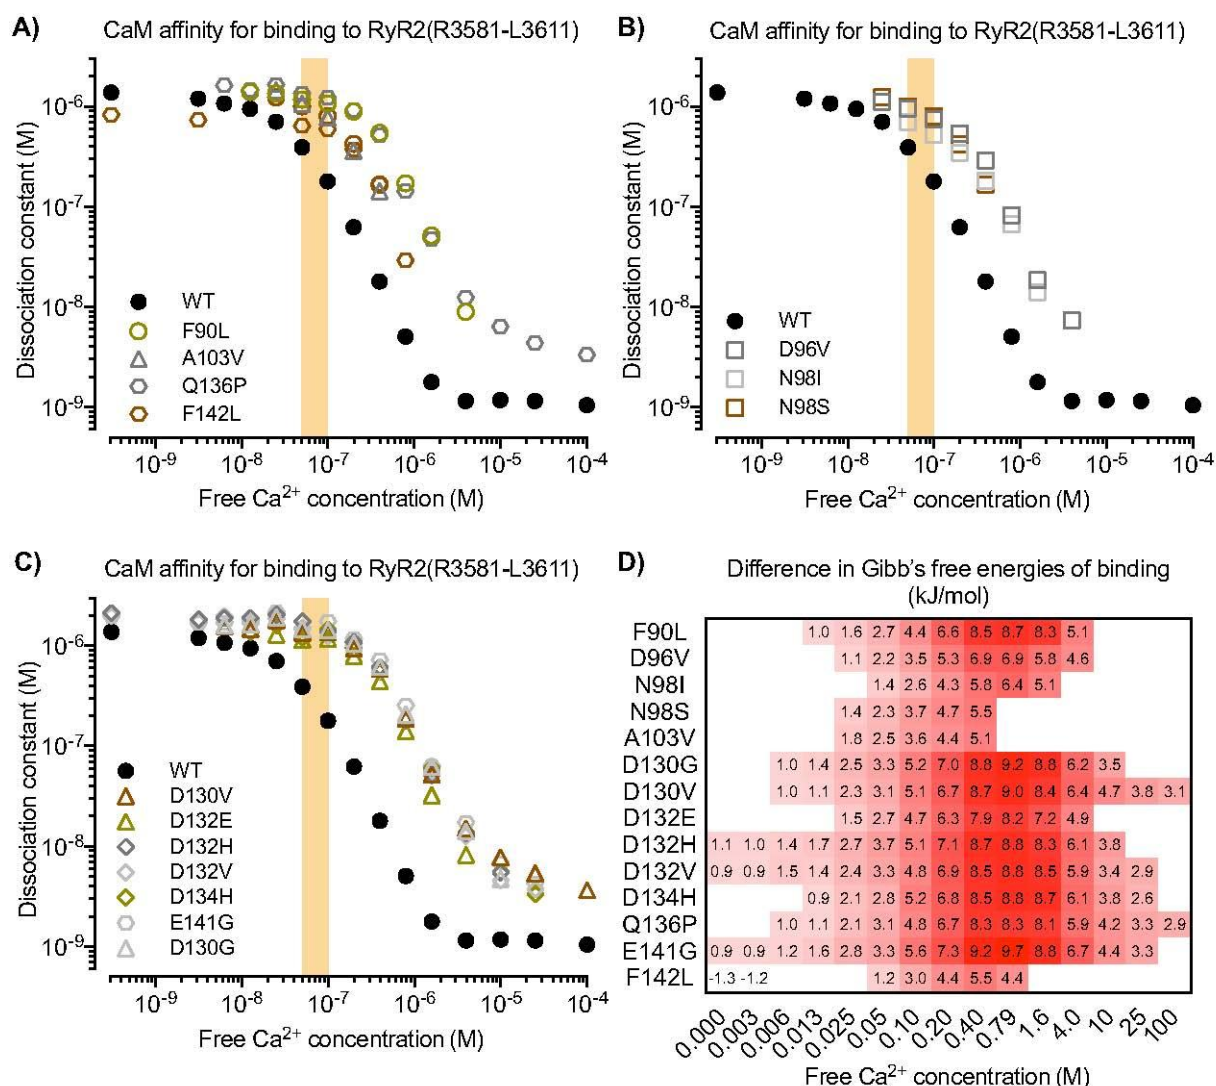 A)
CaM affinity for binding to RyR2(R3581-L3611)
Dissociation constant (M)
10-6
10-7
10-8
10-9
WT
F90L
A103V
Q136P
F142L
10-9 10-8 10-7 10-6 10-5 10-4
Free Ca2+ concentration (M)
B)
CaM affinity for binding to RyR2(R3581-L3611)
Dissociation constant (M)
10-6
10-7
10-8
10-9
WT
D96V
N98I
N98S
10-9 10-8 10-7 10-6 10-5 10-4
Free Ca2+ concentration (M)
C)
CaM affinity for binding to RyR2(R3581-L3611)
Dissociation constant (M)
10-6
10-7
10-8
10-9
WT
D130V
D132E
D132H
D132V
D134H
E141G
D130G
10-9 10-8 10-7 10-6 10-5 10-4
Free Ca2+ concentration (M)
D)
Difference in Gibb's free energies of binding
(kJ/mol)
F90L 1.0 1.6 2.7 4.4 6.6 8.5 8.7 8.3 5.1
D96V 1.1 2.2 3.5 5.3 6.9 6.9 5.8 4.6
N98I 1.4 2.6 4.3 5.8 6.4 5.1
N98S 1.4 2.3 3.7 4.7 5.5
A103V 1.8 2.5 3.6 4.4 5.1
D130G 1.0 1.4 2.5 3.3 5.2 7.0 8.8 9.2 8.8 6.2 3.5
D130V 1.0 1.1 2.3 3.1 5.1 6.7 8.7 9.0 8.4 6.4 4.7 3.8 3.1
D132E 1.5 2.7 4.7 6.3 7.9 8.2 7.2 4.9
D132H 1.1 1.0 1.4 1.7 2.7 3.7 5.1 7.1 8.7 8.8 8.3 6.1 3.8
D132V 0.9 0.9 1.5 1.4 2.4 3.3 4.8 6.9 8.5 8.8 8.5 5.9 3.4 2.9
D134H 0.9 2.1 2.8 5.2 6.8 8.5 8.8 8.7 6.1 3.8 2.6
Q136P 1.0 1.1 2.1 3.1 4.8 6.7 8.3 8.3 8.1 5.9 4.2 3.3 2.9
E141G 0.9 0.9 1.2 1.6 2.8 3.3 5.6 7.3 9.2 9.7 8.8 6.7 4.4 3.3
F142L -1.3 -1.2 1.2 3.0 4.4 5.5 4.4
0.000 0.003 0.006 0.013 0.025 0.05 0.10 0.20 0.40 0.79 1.6 4.0 10 25 100
Free Ca2+ concentration (M)